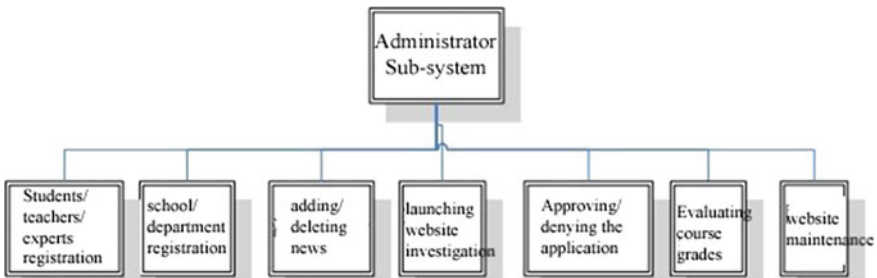 Administrator
Sub-system
Students/
teachers/
experts
registration
school/
department
registration
adding/
deleting
news
launching
website
investigation
Approving/
denying the
application
Evaluating
course
grades
website
maintenance